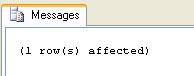 Messages
(1 row(s) affected)